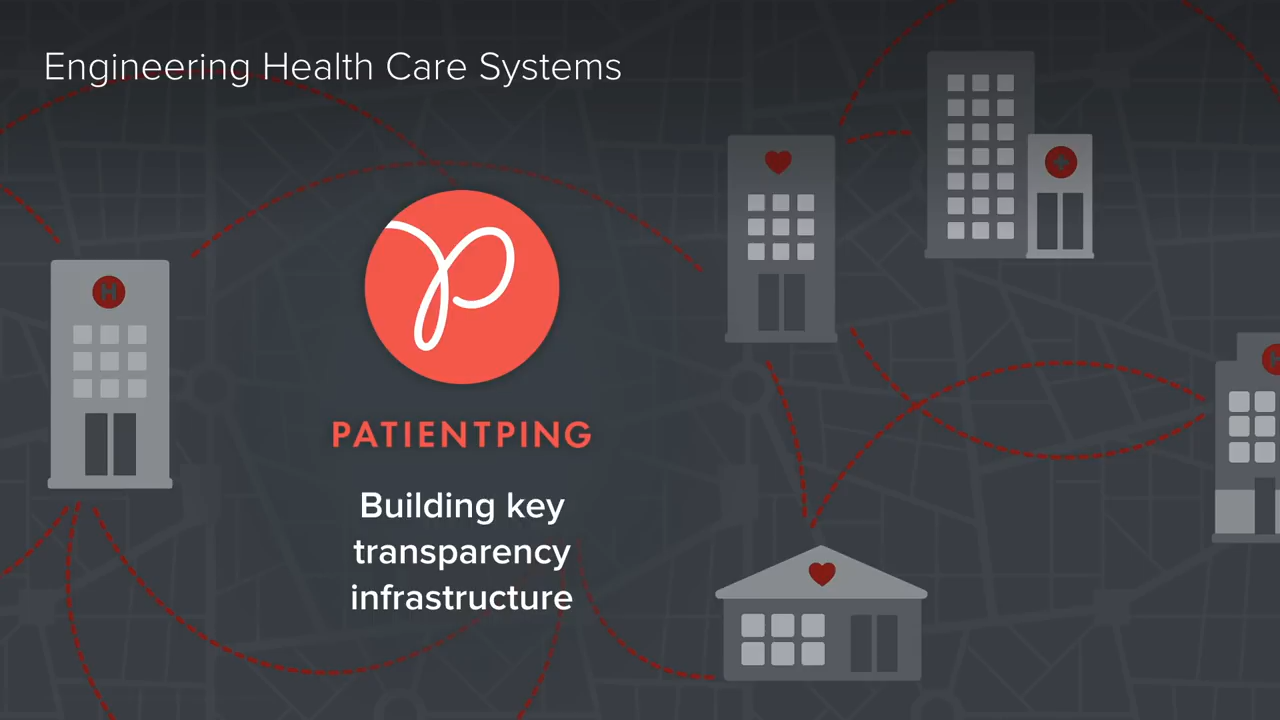 Engineering Health Care Systems
H
PATIENTPING
Building key
transparency
infrastructure
H